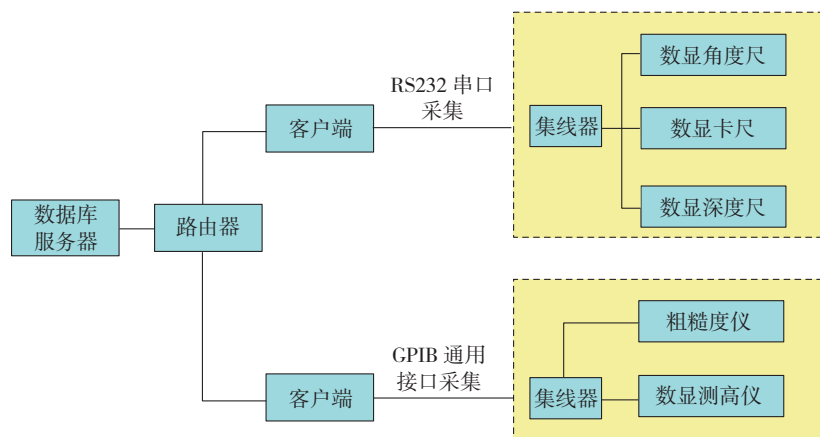 数显角度尺
RS232 串口
采集
客户端
集线器
数显卡尺
数据库
服务器
路由器
数显深度尺
粗糙度仪
GPIB 通用
接口采集
客户端
集线器
数显测高仪